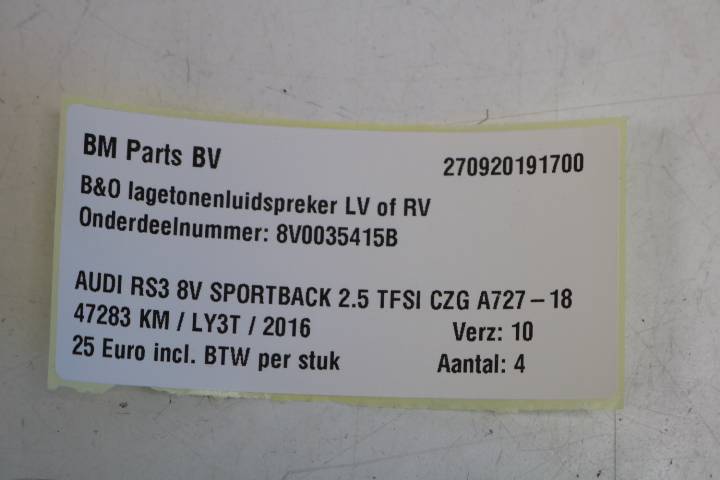 BM Parts BV 270920191700
B&O lagetonenluidspreker LV of RV
Onderdeelnummer: 8V0035415B
AUDI RS3 8V SPORTBACK 2.5 TFSI CZG A727-18
47283 KM / LY3T / 2016 Verz: 10
25 Euro incl. BTW per stuk Aantal: 4